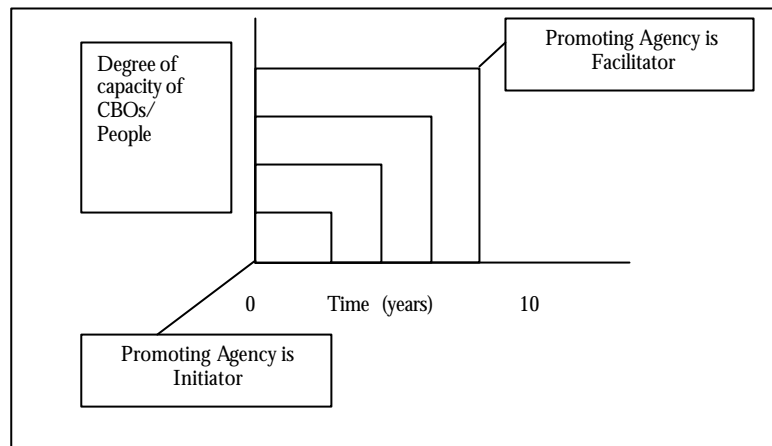 Degree of
capacity of
CBOs/
People
Promoting Agency is
Facilitator
0 Time (years) 10
Promoting Agency is
Initiator